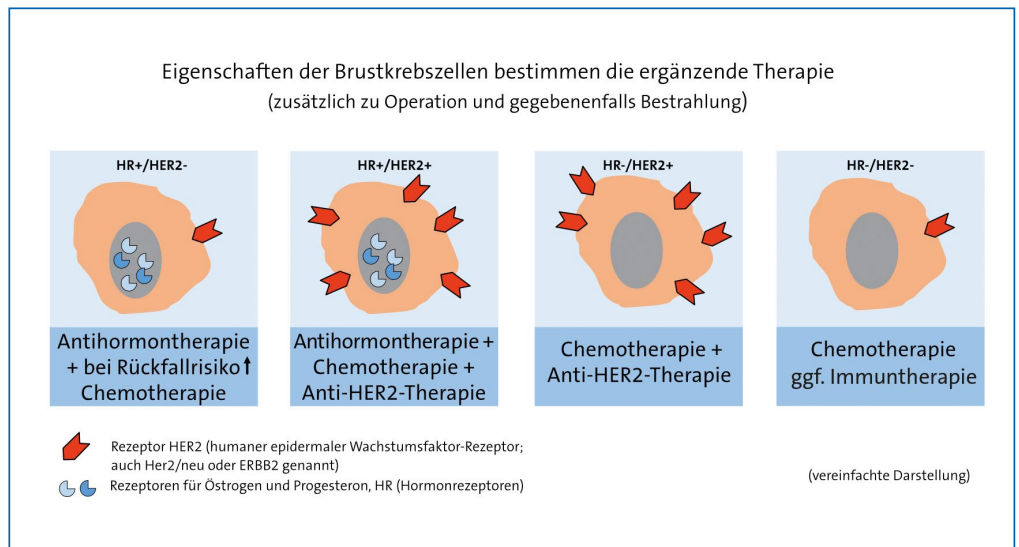 Eigenschaften der Brustkrebszellen bestimmen die ergänzende Therapie
(zusätzlich zu Operation und gegebenenfalls Bestrahlung)
HR+/HER2-
Antihormontherapie
+ bei Rückfallrisiko ⬆
Chemotherapie
HR+/HER2+
Antihormontherapie +
Chemotherapie +
Anti-HER2-Therapie
HR-/HER2+
Chemotherapie +
Anti-HER2-Therapie
HR-/HER2-
Chemotherapie
ggf. Immuntherapie
Rezeptor HER2 (humaner epidermaler Wachstumsfaktor-Rezeptor;
auch Her2/neu oder ERBB2 genannt)
Rezeptoren für Östrogen und Progesteron, HR (Hormonrezeptoren)
(vereinfachte Darstellung)